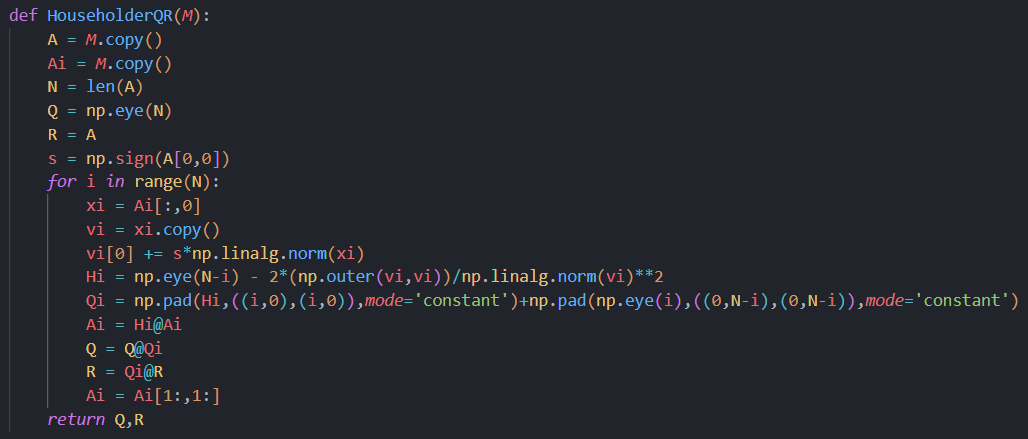 def HouseholderQR(M):
    A = M.copy()
    Ai = M.copy()
    N = len(A)
    Q = np.eye(N)
    R = A
    s = np.sign(A[0,0])
    for i in range(N):
        xi = Ai[:,0]
        vi = xi.copy()
        vi[0] += s*np.linalg.norm(xi)
        Hi = np.eye(N-i) - 2*(np.outer(vi,vi))/np.linalg.norm(vi)**2
        Qi = np.pad(Hi,((i,0),(i,0)),mode='constant')+np.pad(np.eye(i),((0,N-i),(0,N-i)),mode='constant')
        Ai = Hi@Ai
        Q = Q@Qi
        R = Qi@R
        Ai = Ai[1:,1:]
    return Q,R